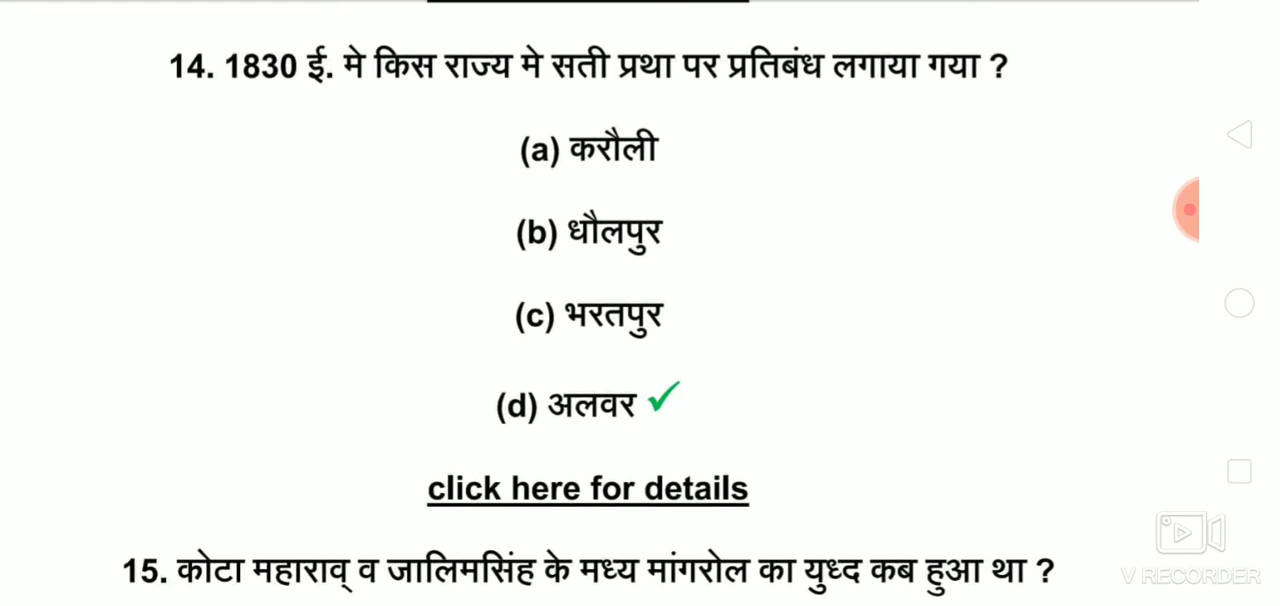 14. 1830 ई. मे किस राज्य मे सती प्रथा पर प्रतिबंध लगाया गया ?
(a) करौली
(b) धौलपुर
(c) भरतपुर
(d) अलवर ✓
click here for details
15. कोटा महाराव् व जालिमसिंह के मध्य मांगरोल का युध्द कब हुआ था ?
V RECORDER